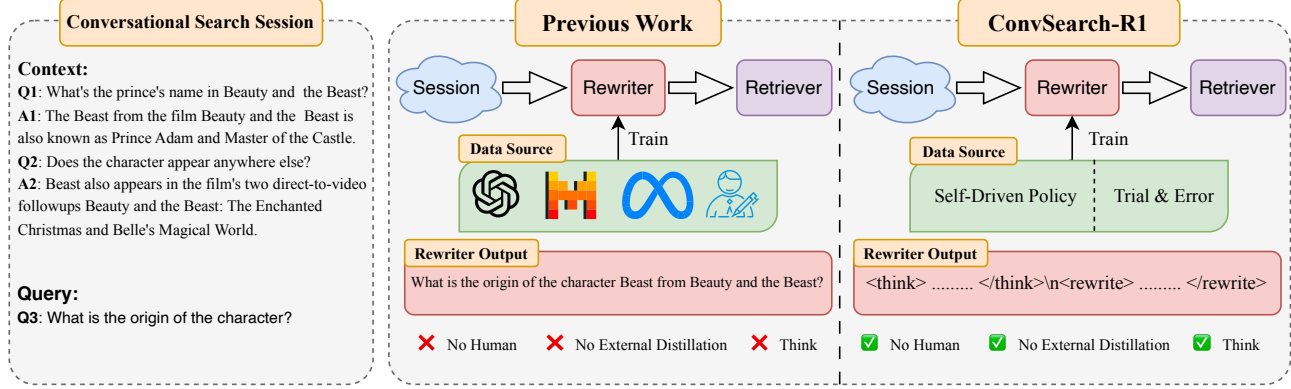 Conversational Search Session
Context:
Q1: What's the prince's name in Beauty and the Beast?
A1: The Beast from the film Beauty and the Beast is
also known as Prince Adam and Master of the Castle.
Q2: Does the character appear anywhere else?
A2: Beast also appears in the film's two direct-to-video
followups Beauty and the Beast: The Enchanted
Christmas and Belle's Magical World.
Query:
Q3: What is the origin of the character?
Previous Work
Session
Rewriter
Retriever
Train
Data Source
Rewriter Output
What is the origin of the character Beast from Beauty and the Beast?
No Human
No External Distillation
Think
ConvSearch-R1
Session
Rewriter
Retriever
Train
Data Source
Self-Driven Policy
Trial & Error
Rewriter Output
<think> ......... </think>\n<rewrite> ......... </rewrite>
No Human
No External Distillation
Think